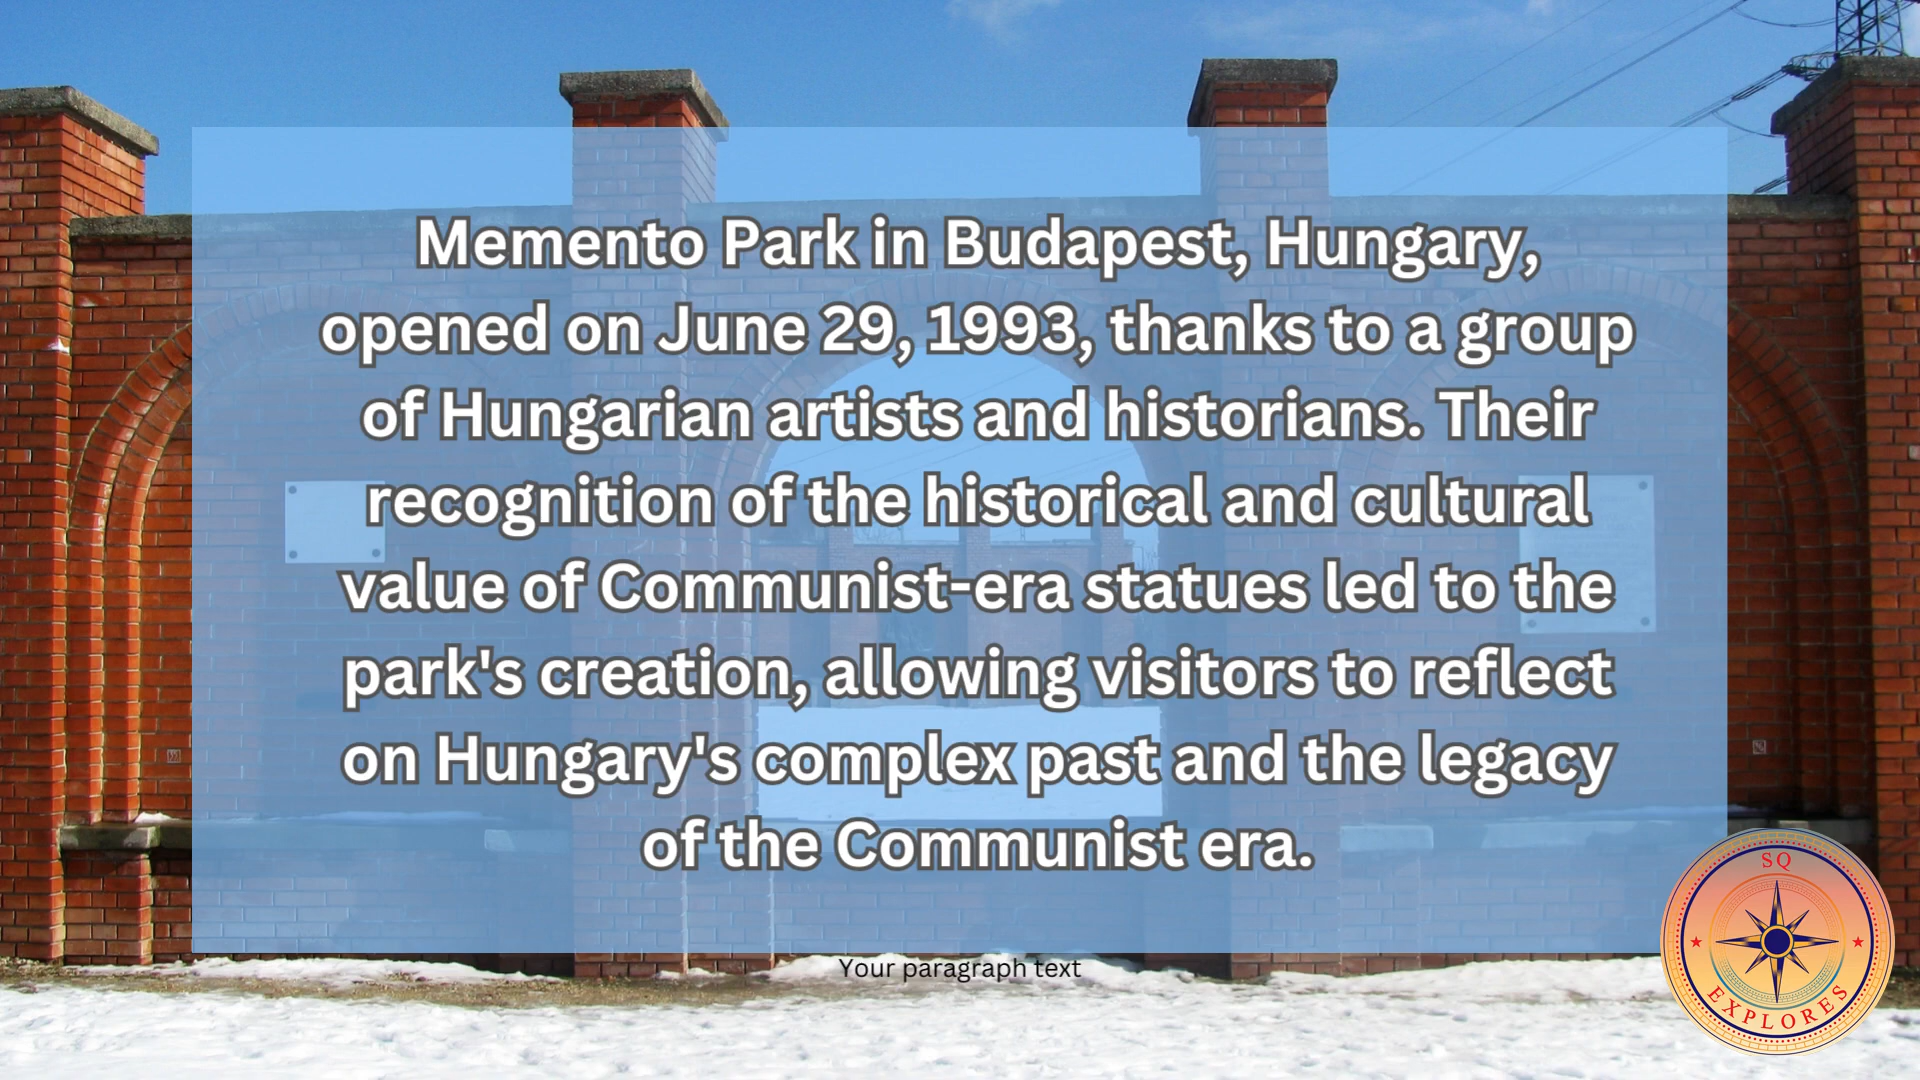 Memento Park in Budapest, Hungary,
opened on June 29, 1993, thanks to a group
of Hungarian artists and historians. Their
recognition of the historical and cultural
value of Communist-era statues led to the
park's creation, allowing visitors to reflect
on Hungary's complex past and the legacy
of the Communist era.
Your paragraph text
SQ
EXPLORES